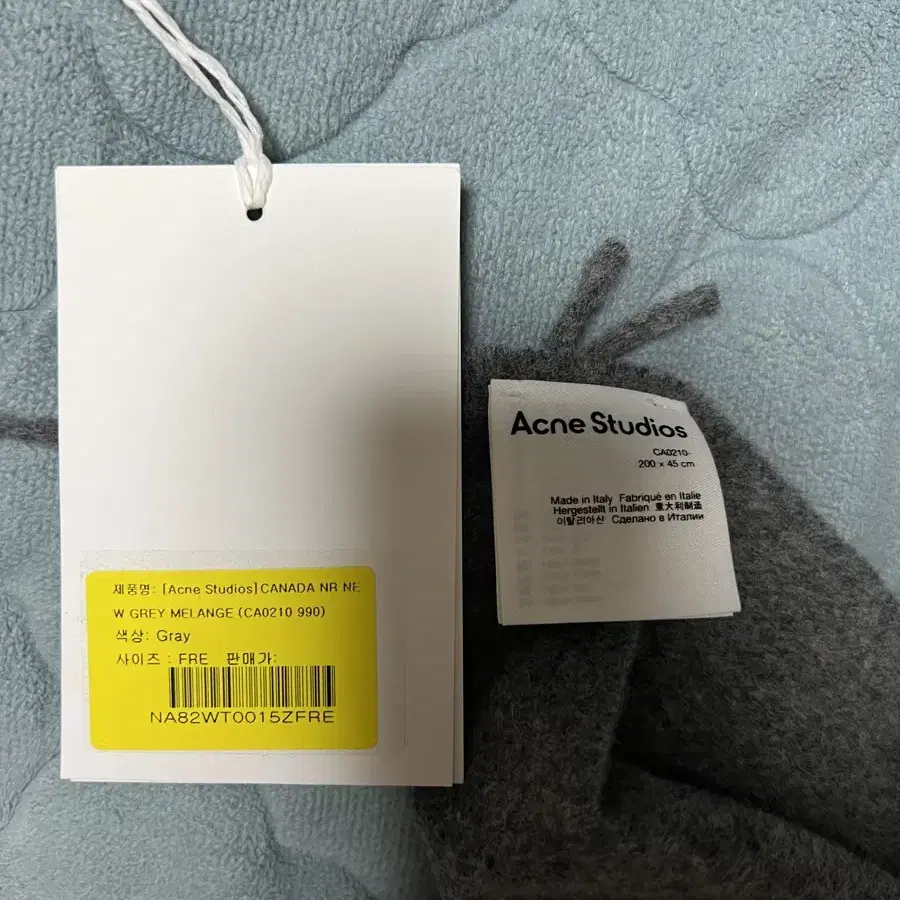 제품명: [Acne Studios]CANADA NR NE
W GREY MELANGE (CA0210 990)
색상: Gray
사이즈 : FRE 판매가:
NA82WT0015ZFRE
Acne Studios
CA0210-
200 x 45 cm
Made in Italy Fabriqué en Italie
Hergestellt in Italien 意大利制造
이탈리아산 Сделано в Италии